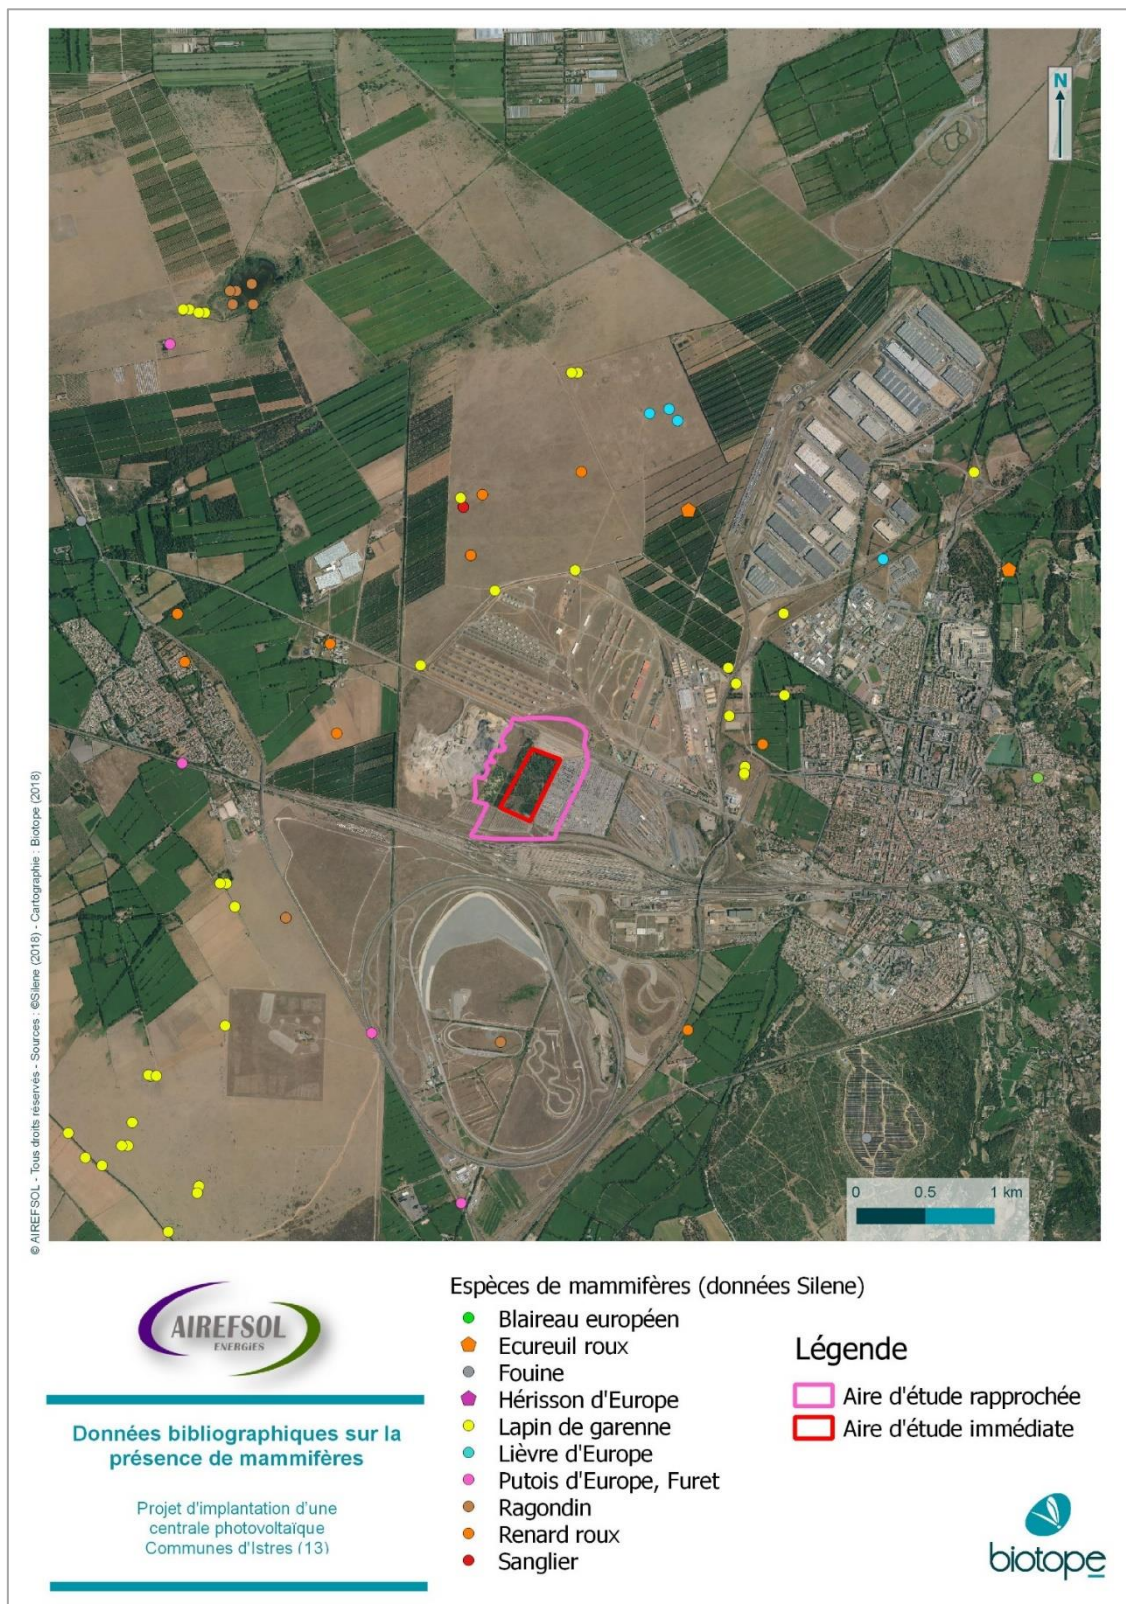 N
0 0.5 1 km
© AIREFSOL - Tous droits réservés - Sources : ©Silene (2018) - Cartographie : Biotope (2018)
AIREFSOL
ENERGIES
Données bibliographiques sur la
présence de mammifères
Projet d'implantation d'une
centrale photovoltaïque
Communes d'Istres (13)
Espèces de mammifères (données Silene)
Blaireau européen
Ecureuil roux
Fouine
Hérisson d'Europe
Lapin de garenne
Lièvre d'Europe
Putois d'Europe, Furet
Ragondin
Renard roux
Sanglier
Légende
Aire d'étude rapprochée
Aire d'étude immédiate
biotope